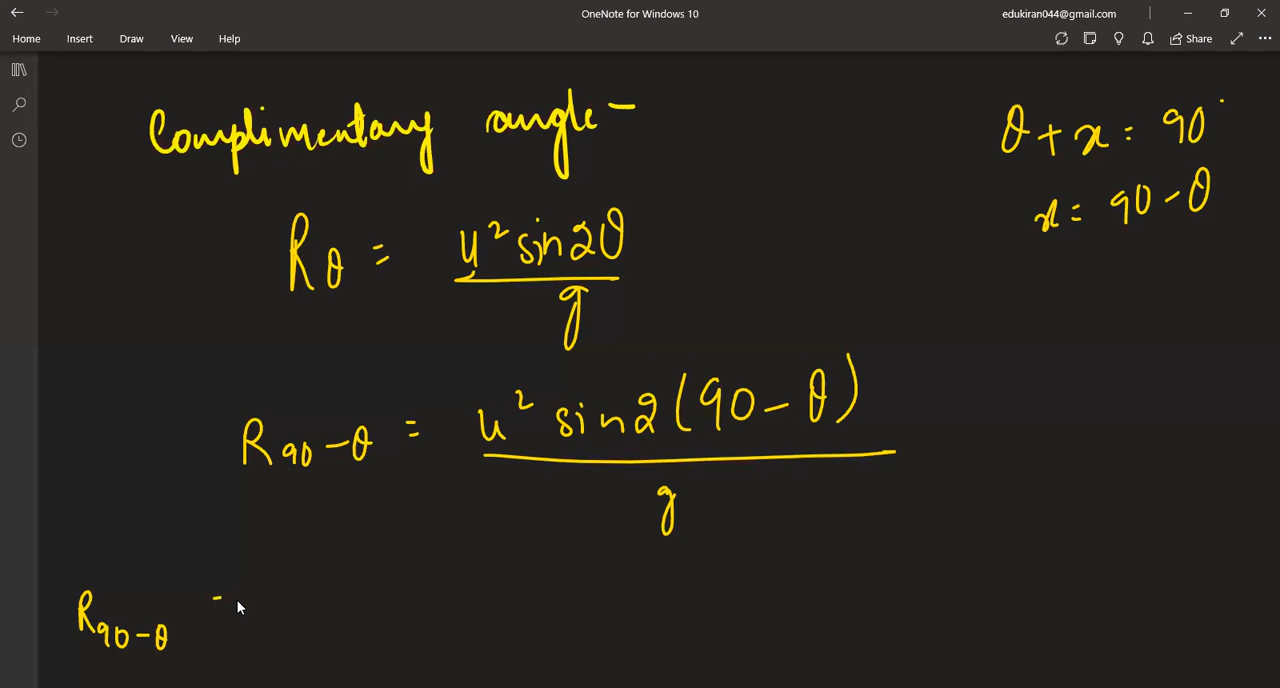 OneNote for Windows 10
edukiran044@gmail.com
Home Insert Draw View Help
Share
Complimentary angle -
θ + x = 90°
x = 90 - θ
Rθ = u² sin2θ
g
R90-θ = u² sin2(90 - θ)
g
R90-θ -